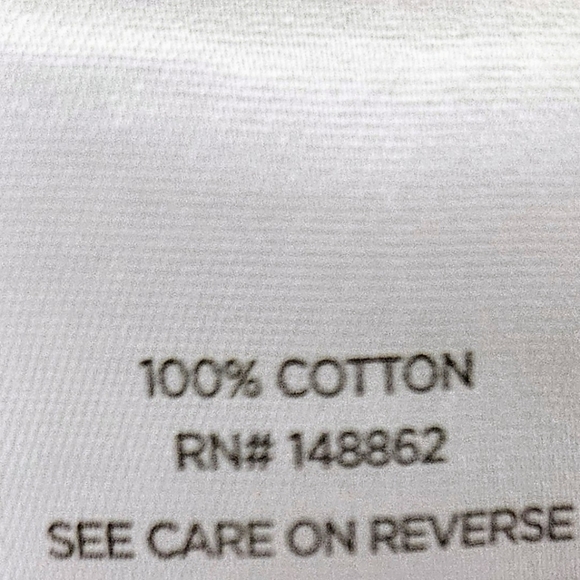 100% COTTON
RN# 148862
SEE CARE ON REVERSE